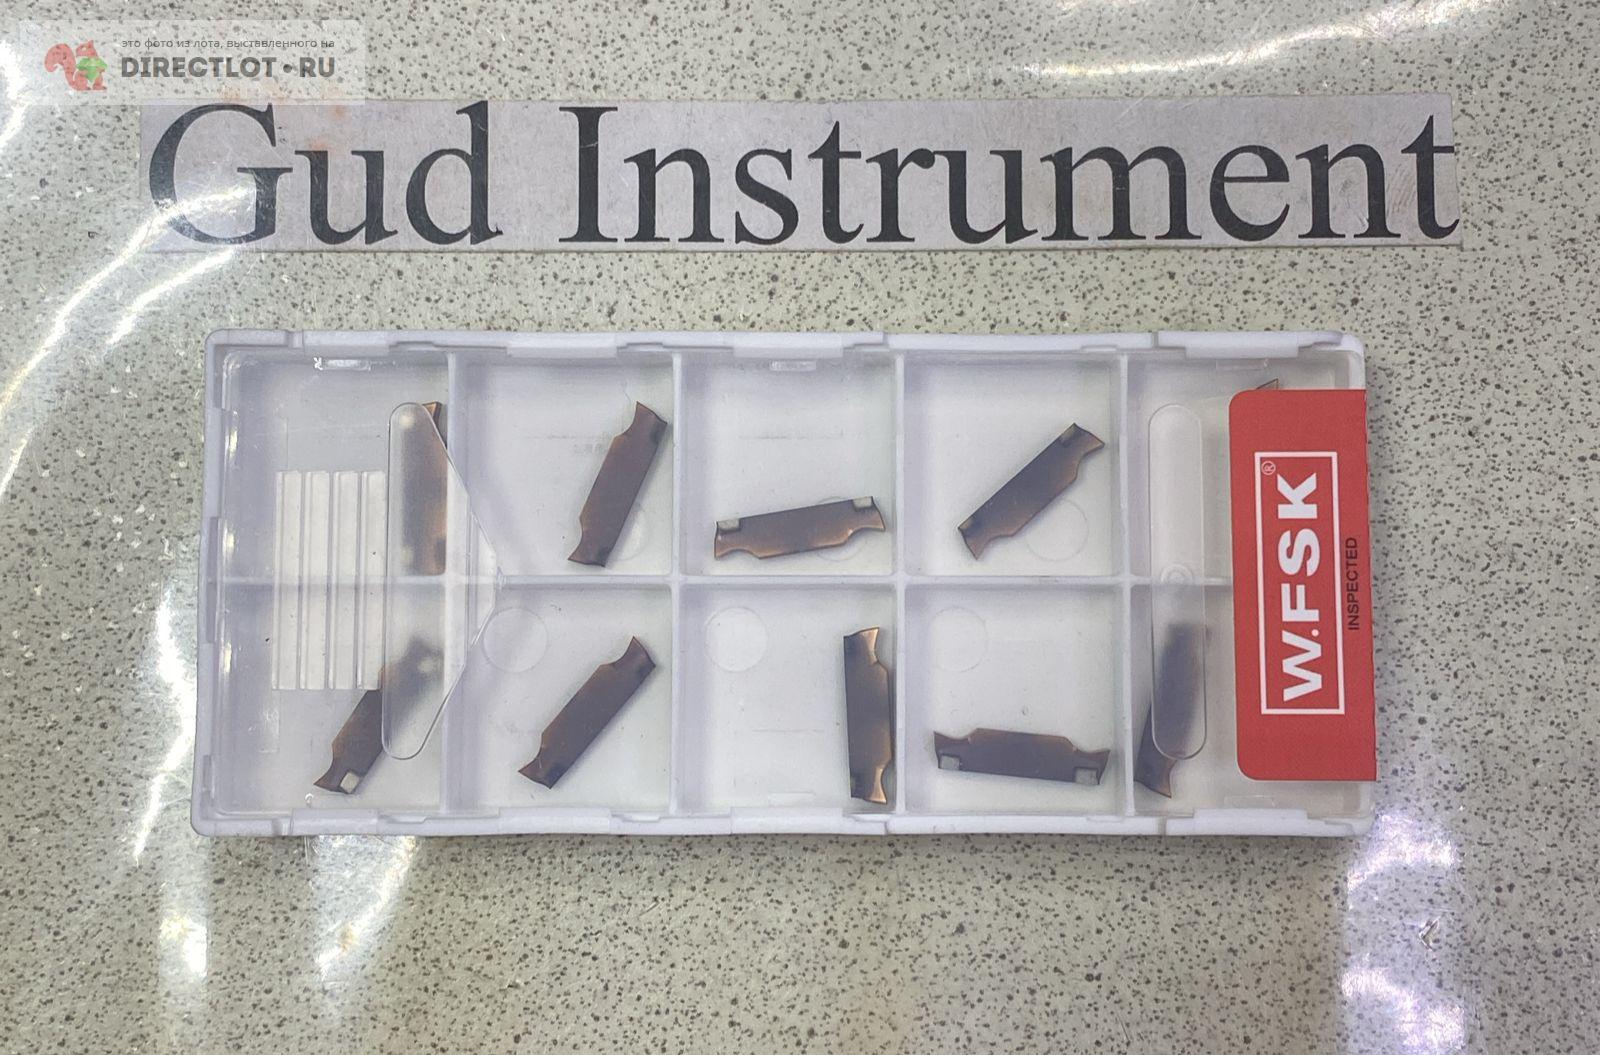 это фото из лота, выставленного на
DIRECTLOT.RU
Gud Instrument
W.FSK®
INSPECTED